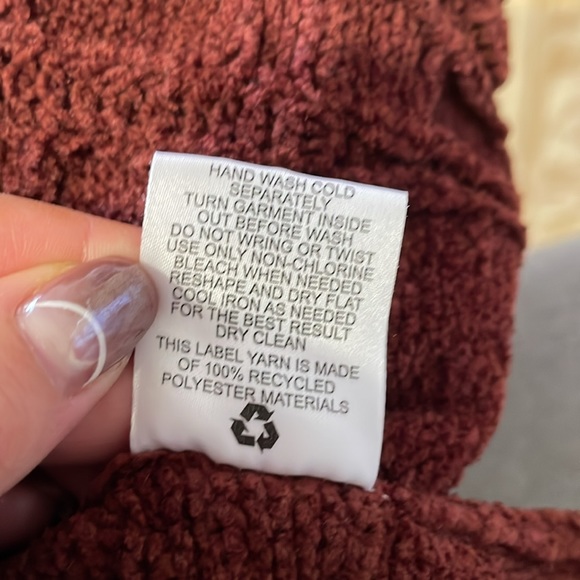 HAND WASH COLD
SEPARATELY
TURN GARMENT INSIDE
OUT BEFORE WASH
DO NOT WRING OR TWIST
USE ONLY NON-CHLORINE
BLEACH WHEN NEEDED
RESHAPE AND DRY FLAT
COOL IRON AS NEEDED
FOR THE BEST RESULT
DRY CLEAN
THIS LABEL YARN IS MADE
OF 100% RECYCLED
POLYESTER MATERIALS